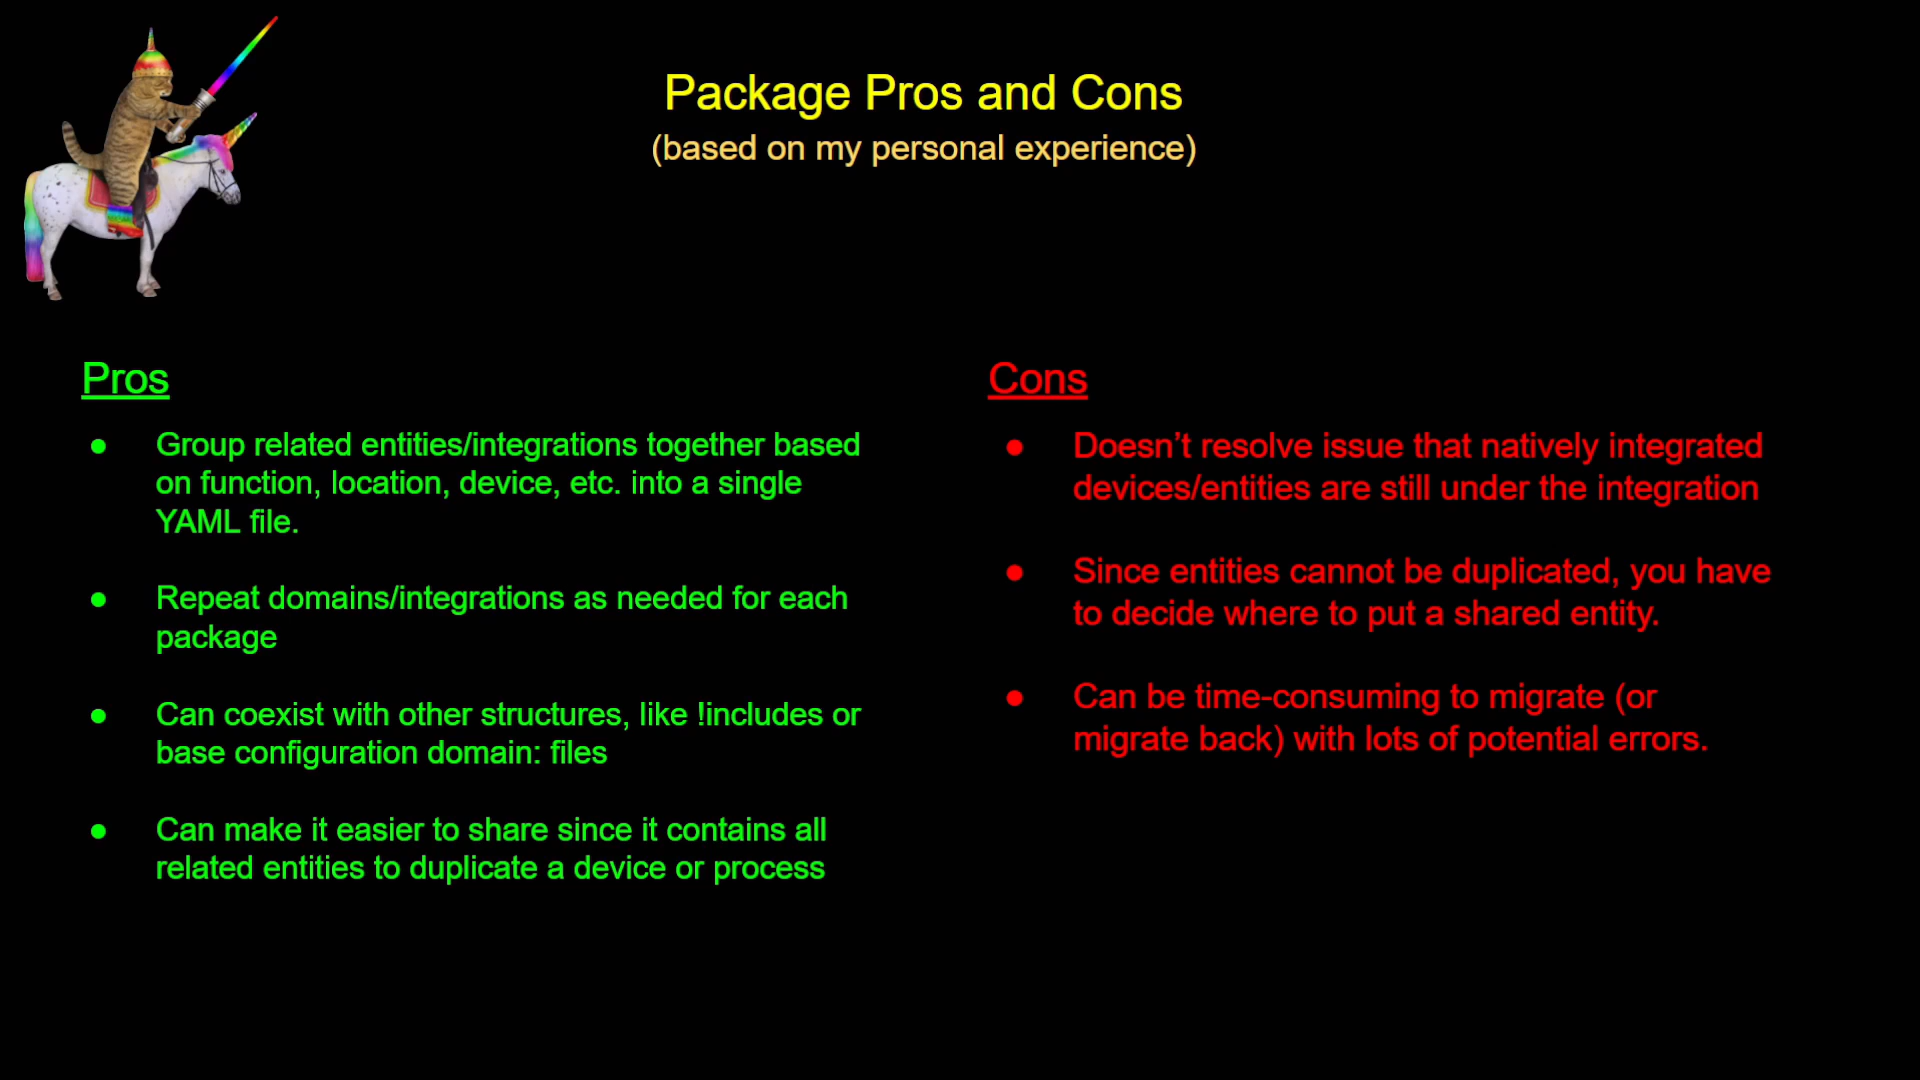 Package Pros and Cons
(based on my personal experience)
Pros
● Group related entities/integrations together based
on function, location, device, etc. into a single
YAML file.
● Repeat domains/integrations as needed for each
package
● Can coexist with other structures, like !includes or
base configuration domain: files
● Can make it easier to share since it contains all
related entities to duplicate a device or process
Cons
● Doesn’t resolve issue that natively integrated
devices/entities are still under the integration
● Since entities cannot be duplicated, you have
to decide where to put a shared entity.
● Can be time-consuming to migrate (or
migrate back) with lots of potential errors.